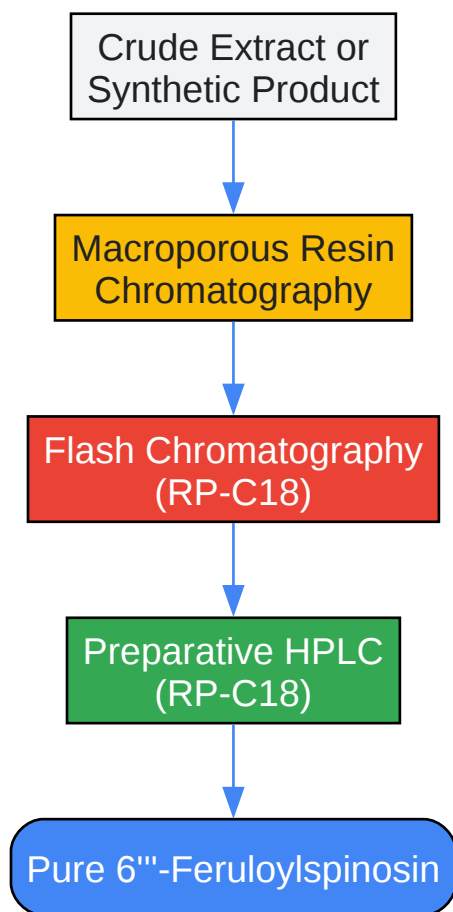 Crude Extract or
Synthetic Product
Macroporous Resin
Chromatography
Flash Chromatography
(RP-C18)
Preparative HPLC
(RP-C18)
Pure 6'''-Feruloylspinosin